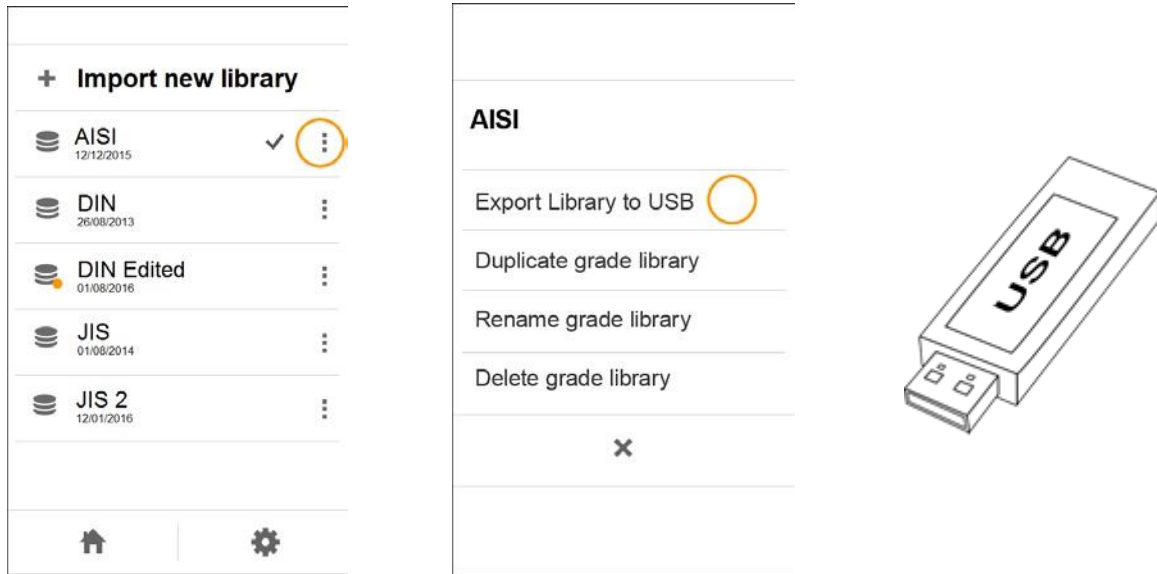 Import new library
AISI
12/12/2015
DIN
26/08/2013
DIN Edited
01/08/2016
JIS
01/08/2014
JIS 2
12/01/2016
AISI
Export Library to USB
Duplicate grade library
Rename grade library
Delete grade library
USB